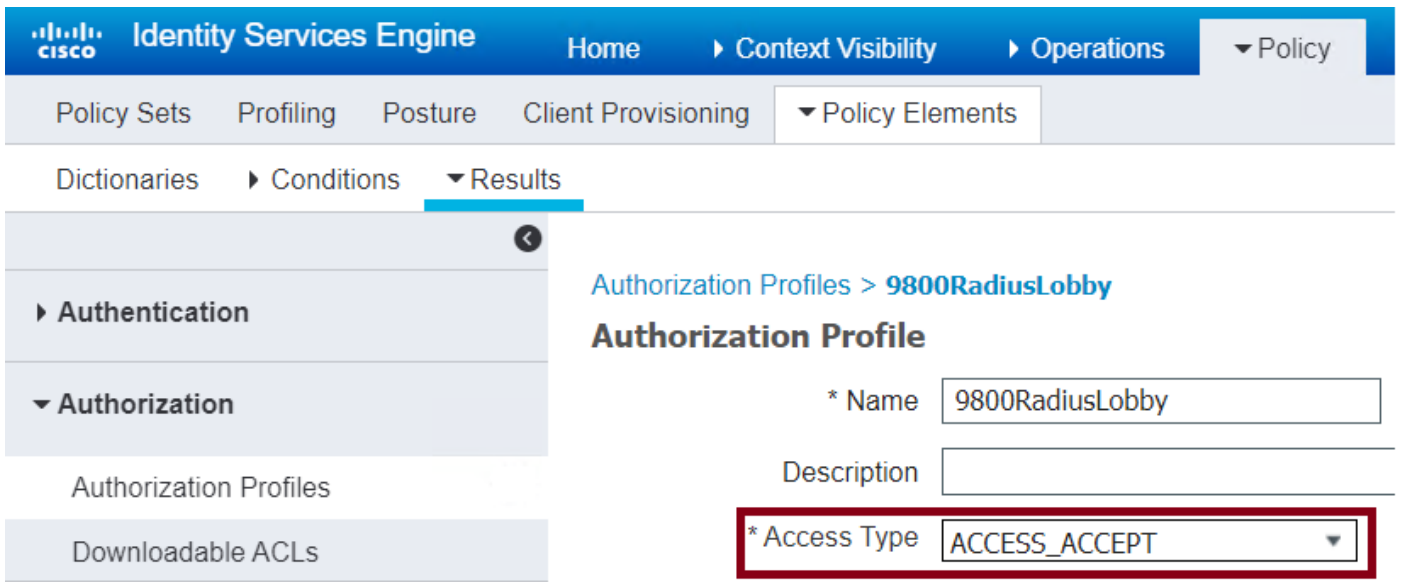 cisco Identity Services Engine Home Context Visibility Operations Policy
Policy Sets Profiling Posture Client Provisioning Policy Elements
Dictionaries Conditions Results
Authentication
Authorization
Authorization Profiles
Downloadable ACLs
Authorization Profiles > 9800RadiusLobby
Authorization Profile
* Name 9800RadiusLobby
Description
* Access Type ACCESS_ACCEPT